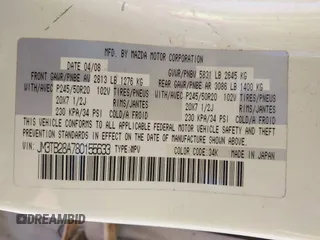 MFD. BY MAZDA MOTOR CORPORATION
DATE 04/08 GVWR/PNBV 5831 LB 2645 KG
FRONT GAWR/PNBE AV 2813 LB 1276 KG REAR GAWR/PNBE AR 3086 LB 1400 KG
WITH/AVEC P245/50R20 102V TIRES/PNEUS WITH/AVEC P245/50R20 102V TIRES/PNEUS
20X7 1/2J RIMS/JANTES 20X7 1/2J RIMS/JANTES
230 KPA/34 PSI COLD/A FROID 230 KPA/34 PSI COLD/A FROID
THIS VEHICLE CONFORMS TO ALL APPLICABLE FEDERAL MOTOR VEHICLE
SAFETY AND THEFT PREVENTION STANDARDS IN EFFECT ON THE
DATE OF MANUFACTURE SHOWN ABOVE.
VIN: JM3TB28A780155633 TYPE:MPV
COLOR CODE:34K MADE IN JAPAN
DREAMBID